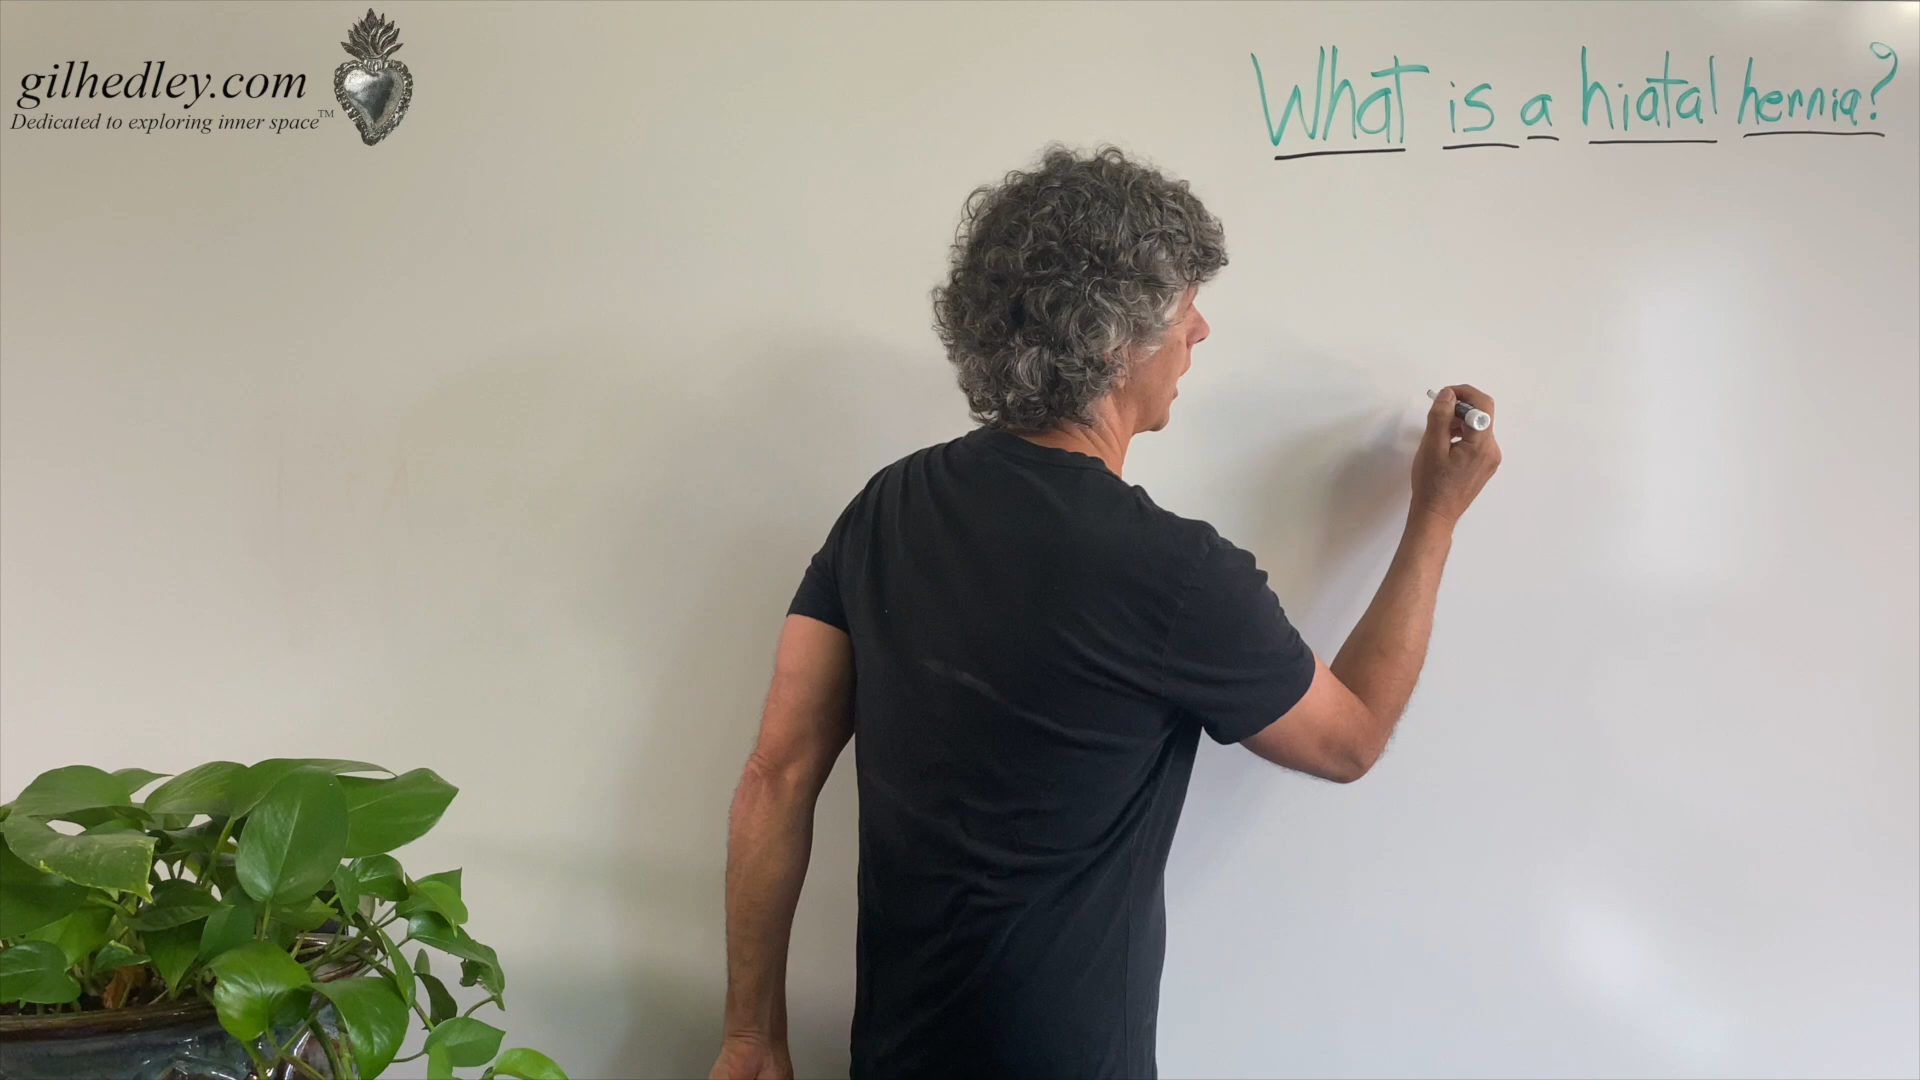 gilhedley.com
Dedicated to exploring inner space™
What is a hiatal hernia?